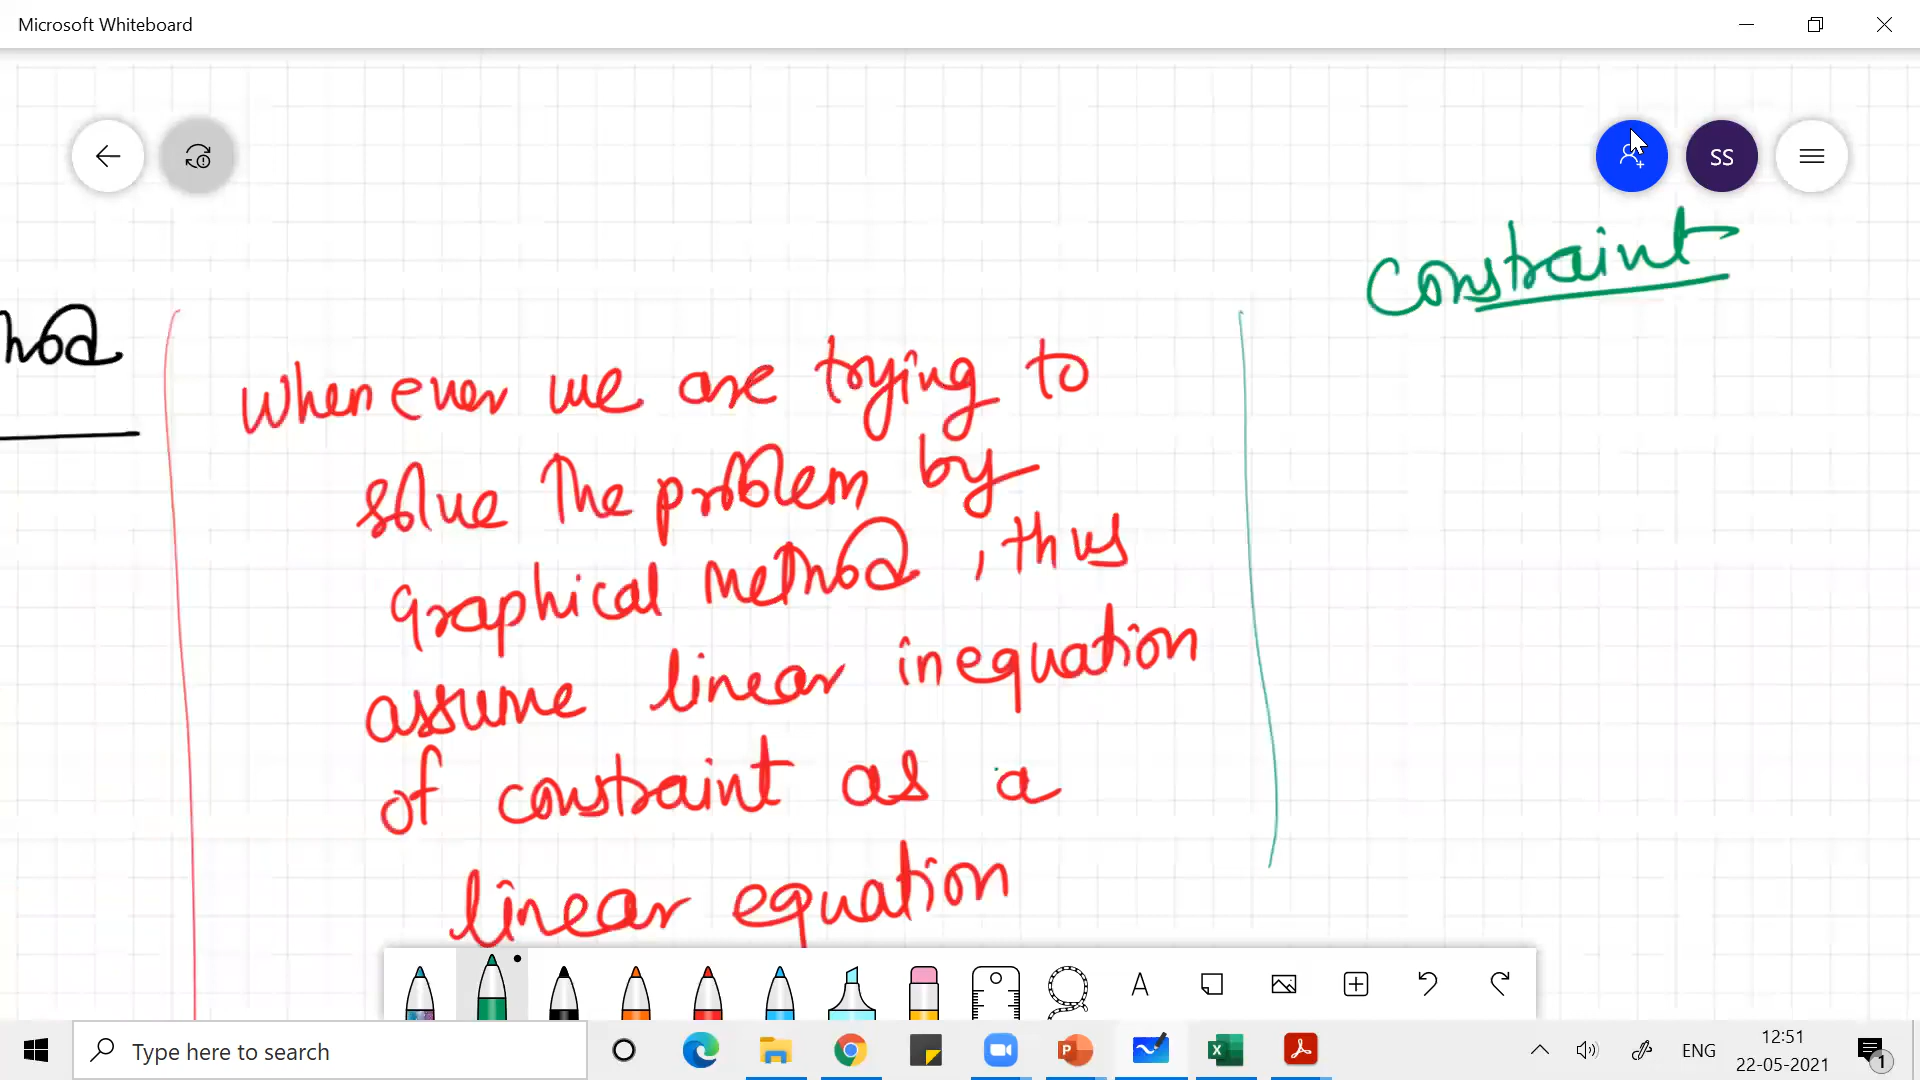 Microsoft Whiteboard
SS
Constraint
Whenever we are trying to
solve the problem by
Graphical method, thus
assume linear inequation
of constraint as a
linear equation
A
Type here to search
ENG
12:51
22-05-2021
1